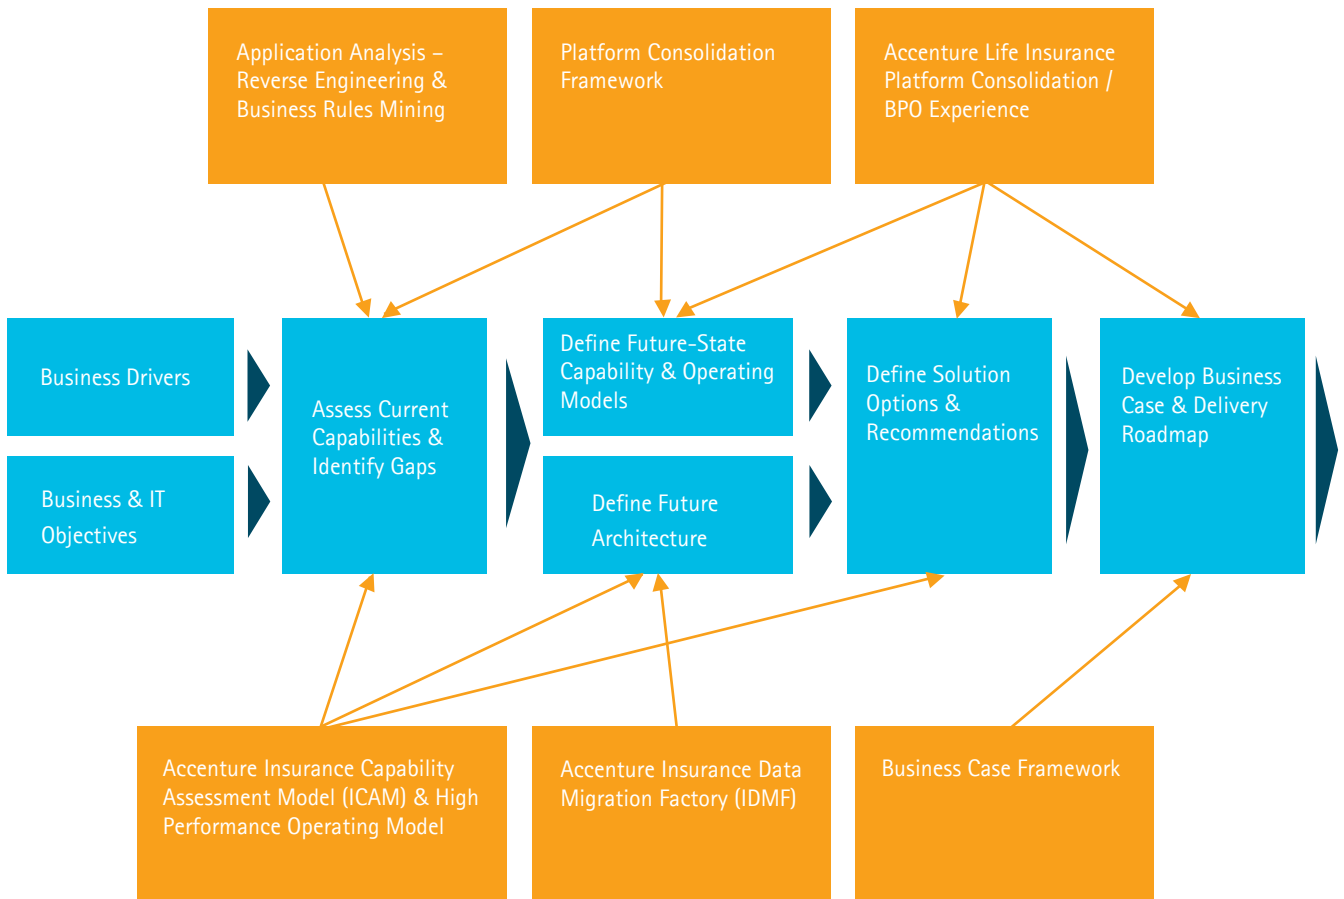 Application Analysis –
Reverse Engineering &
Business Rules Mining
Platform Consolidation
Framework
Accenture Life Insurance
Platform Consolidation /
BPO Experience
Business Drivers
Business & IT
Objectives
Assess Current
Capabilities &
Identify Gaps
Define Future-State
Capability & Operating
Models
Define Future
Architecture
Define Solution
Options &
Recommendations
Develop Business
Case & Delivery
Roadmap
Accenture Insurance Capability
Assessment Model (ICAM) & High
Performance Operating Model
Accenture Insurance Data
Migration Factory (IDMF)
Business Case Framework